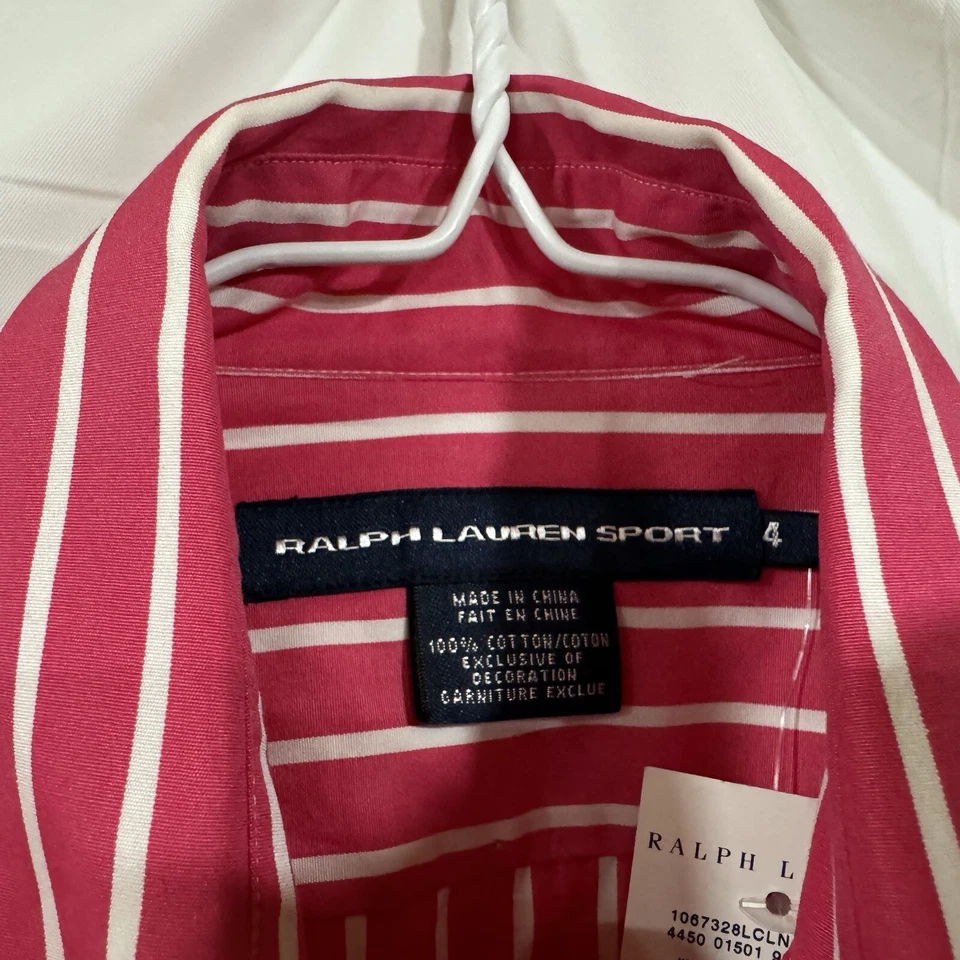 RALPH LAUREN SPORT
4
MADE IN CHINA
FAIT EN CHINE
100% COTTON/COTON
EXCLUSIVE OF
DECORATION
GARNITURE EXCLUE
RALPH L
1067328LCLN
4450 01501 9